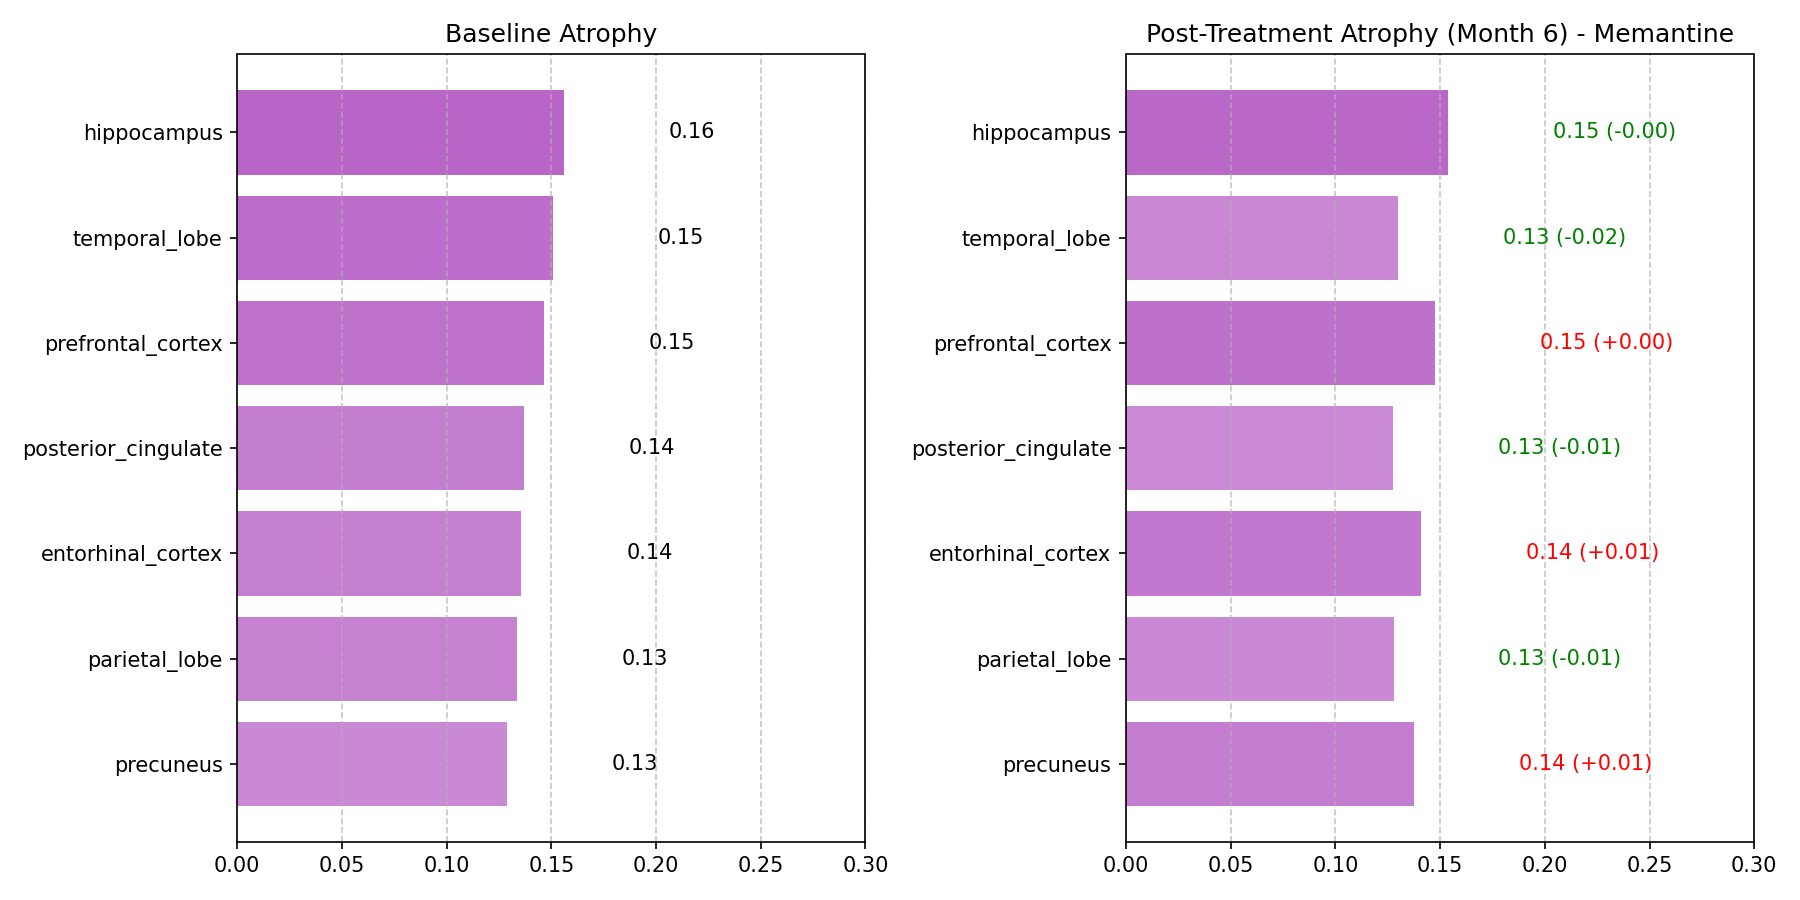 Baseline Atrophy
hippocampus 0.16
temporal_lobe 0.15
prefrontal_cortex 0.15
posterior_cingulate 0.14
entorhinal_cortex 0.14
parietal_lobe 0.13
precuneus 0.13
0.00 0.05 0.10 0.15 0.20 0.25 0.30
Post-Treatment Atrophy (Month 6) - Memantine
hippocampus 0.15 (-0.00)
temporal_lobe 0.13 (-0.02)
prefrontal_cortex 0.15 (+0.00)
posterior_cingulate 0.13 (-0.01)
entorhinal_cortex 0.14 (+0.01)
parietal_lobe 0.13 (-0.01)
precuneus 0.14 (+0.01)
0.00 0.05 0.10 0.15 0.20 0.25 0.30